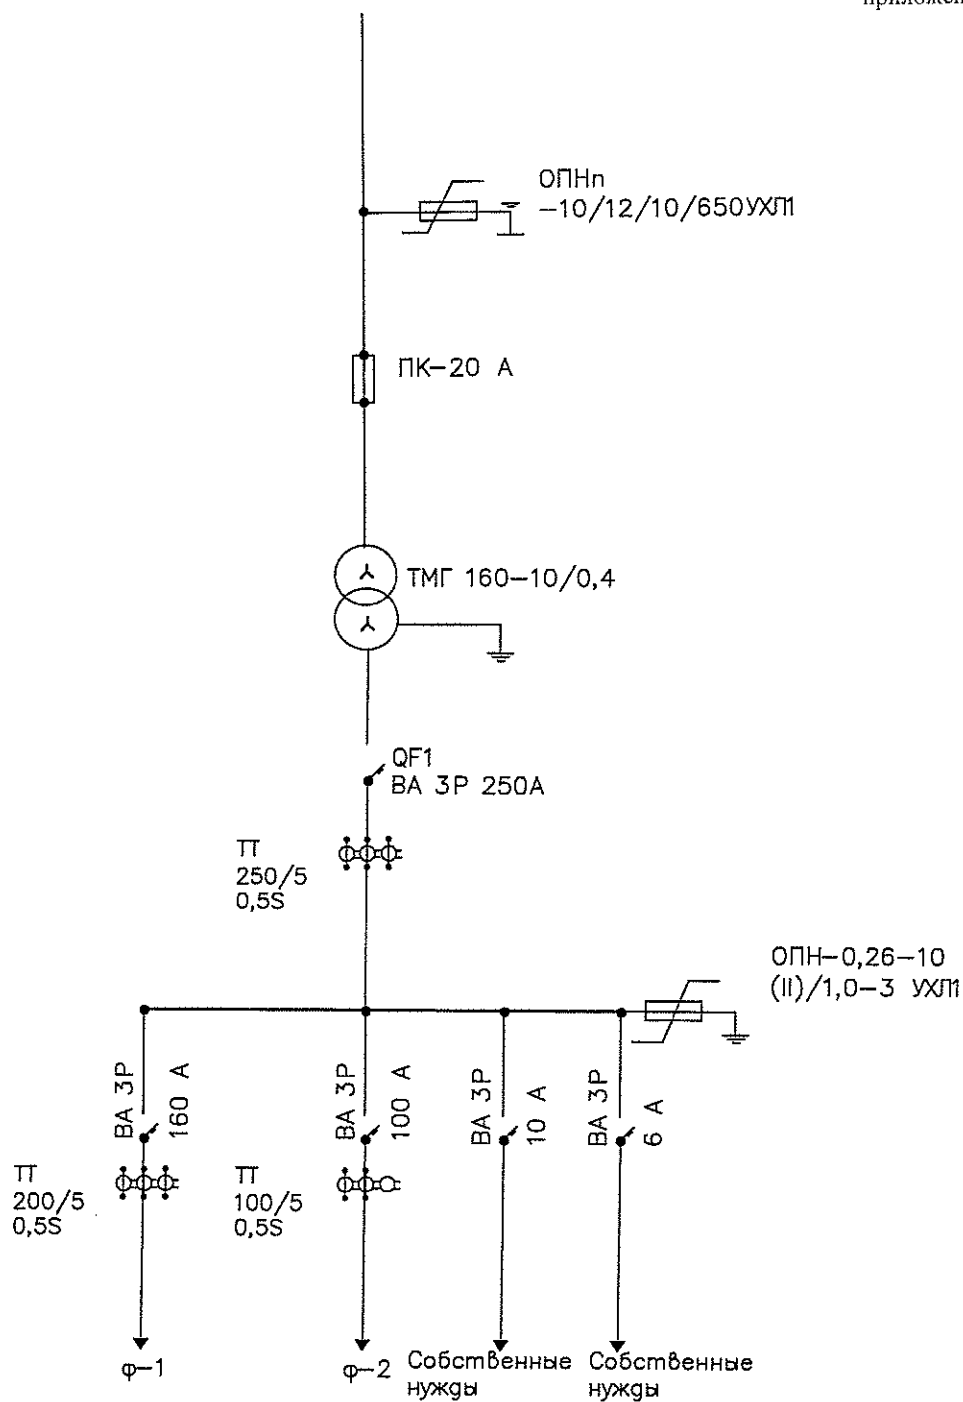 приложен
ОПНп
-10/12/10/650УХЛ1
ПК-20 А
ТМГ 160-10/0,4
QF1
ВА 3Р 250А
ТТ
250/5
0,5S
ОПН-0,26-10
(II)/1,0-3 УХЛ1
ВА 3Р
160 А
ВА 3Р
100 А
ВА 3Р
10 А
ВА 3Р
6 А
ТТ
200/5
0,5S
ТТ
100/5
0,5S
ф-1
ф-2
Собственные
нужды
Собственные
нужды